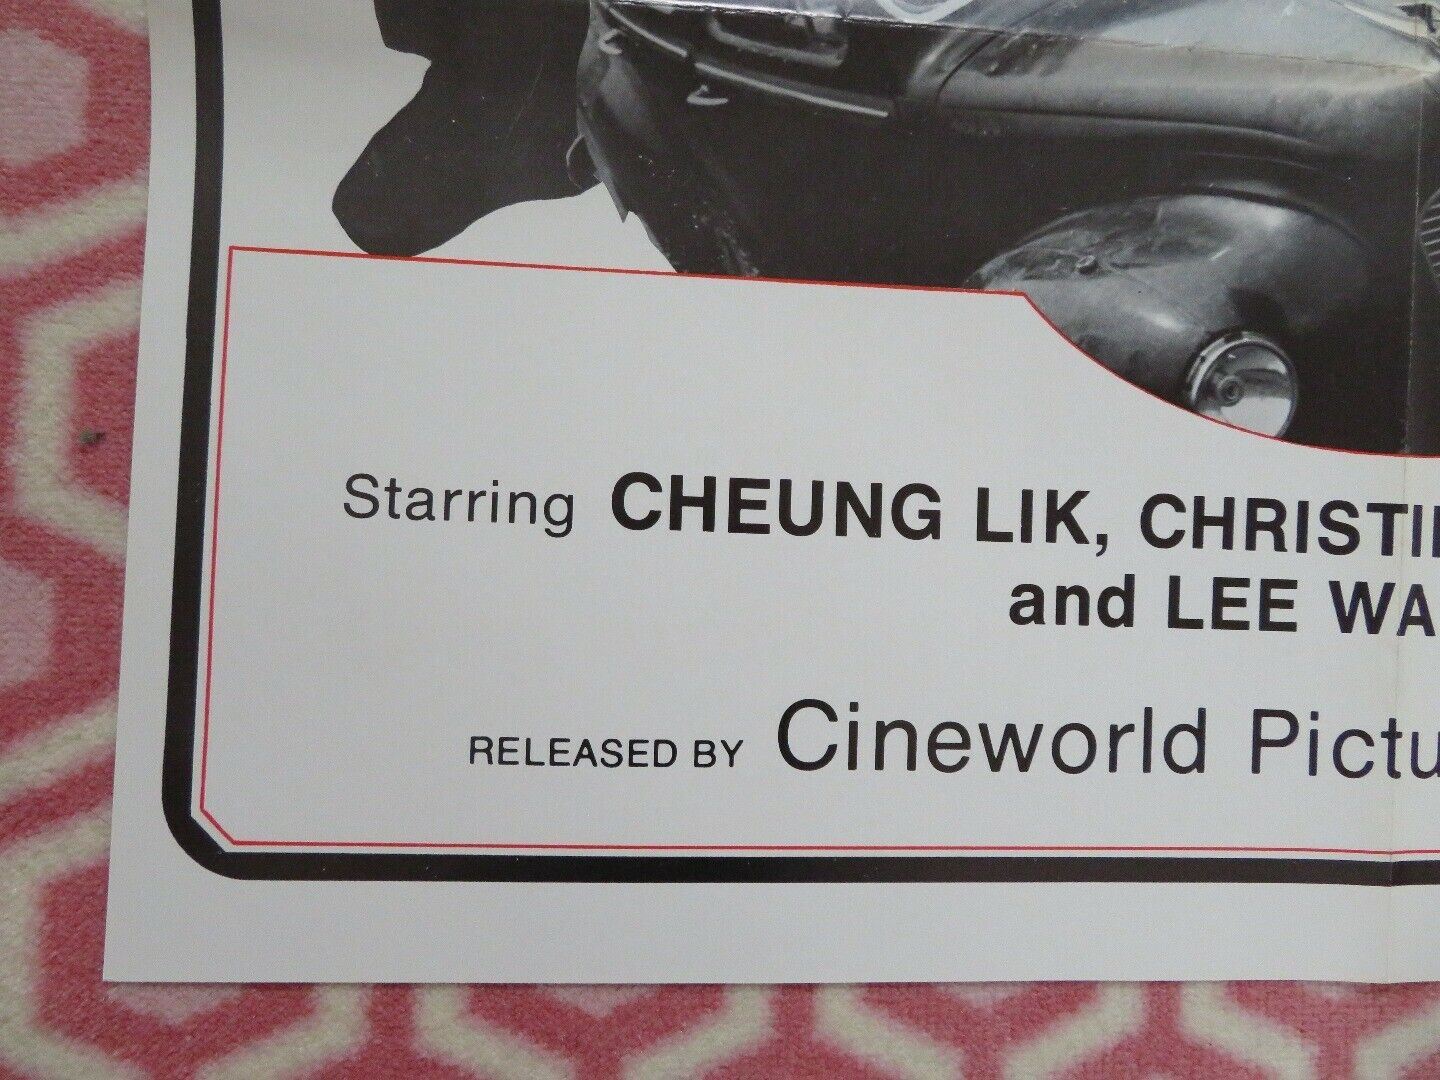 Starring CHEUNG LIK, CHRISTI
and LEE WA
RELEASED BY Cineworld Pictu